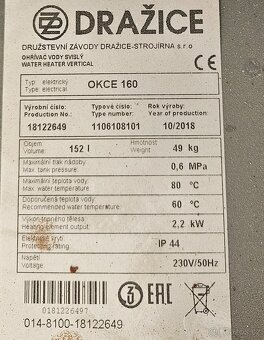 DRAŽICE
DRUŽSTEVNÍ ZÁVODY DRAŽICE-STROJÍRNA s.r.o
OHŘÍVAČ VODY SVISLÝ
WATER HEATER VERTICAL
CE
Typ elektrický
Type electrical
OKCE 160
Výrobní číslo: Typové číslo: Rok výroby
Production No.: Type number: Year of production:
18122649 1106108101 10/2018
Objem Hmotnost
Volume: 152 l Weight: 49 kg
Maximální tlak nádoby
Max. tank pressure: 0,6 MPa
Maximální teplota vody
Max. water temperature: 80 °C
Doporučená teplota vody
Recommended water temperature: 60 °C
Výkon topného tělesa
Heating element output: 2,2 kW
Elektrické krytí
Protective rating: IP 44
Napětí
Voltage: 230V/50Hz
0181226497
014-8100-18122649
EAC